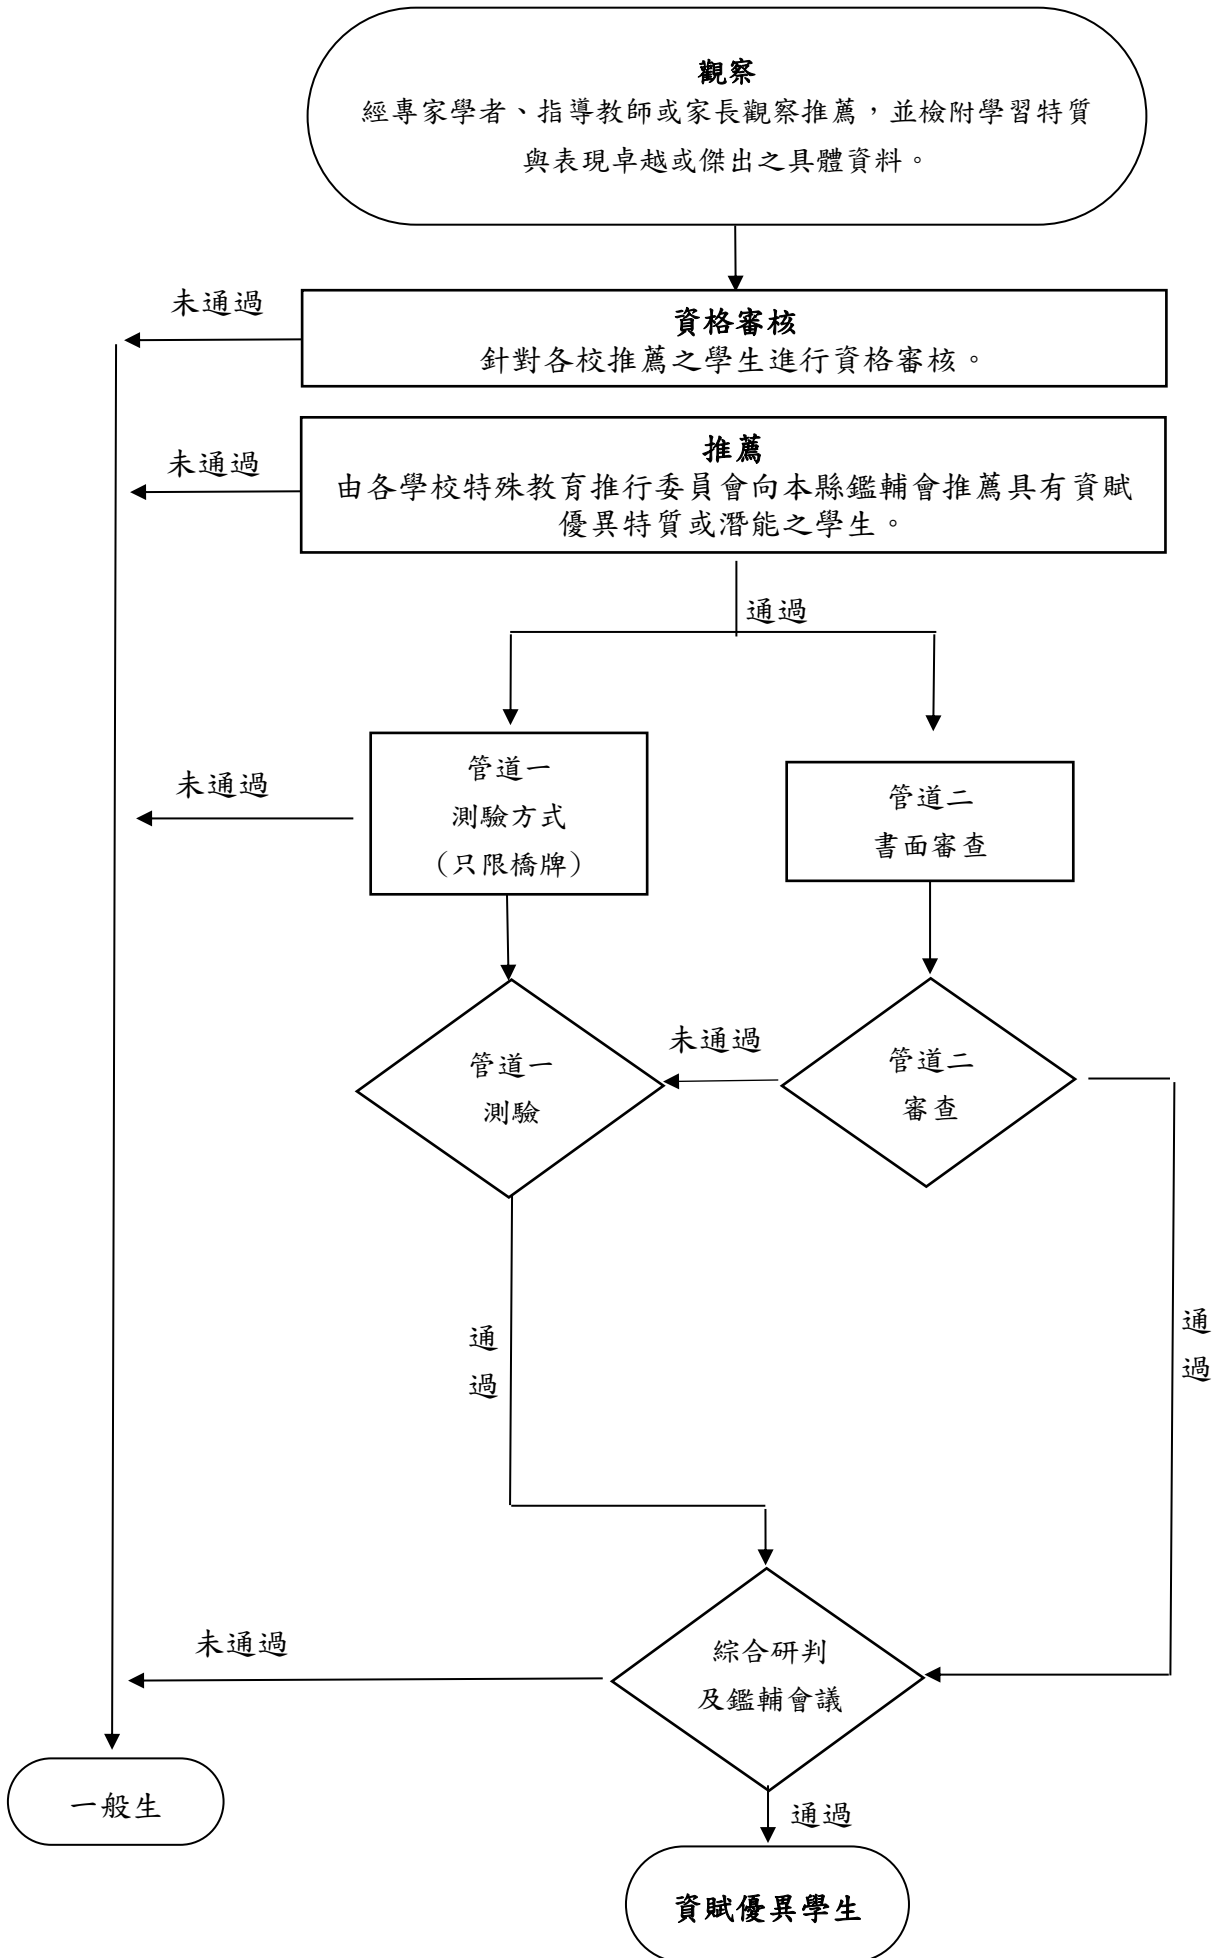 觀察
經專家學者、指導教師或家長觀察推薦，並檢附學習特質
與表現卓越或傑出之具體資料。
未通過
資格審核
針對各校推薦之學生進行資格審核。
未通過
推薦
由各學校特殊教育推行委員會向本縣鑑輔會推薦具有資賦
優異特質或潛能之學生。
通過
未通過
管道一
測驗方式
（只限橋牌）
管道二
書面審查
管道一
測驗
未通過
管道二
審查
通
過
通
過
未通過
綜合研判
及鑑輔會議
一般生
通過
資賦優異學生